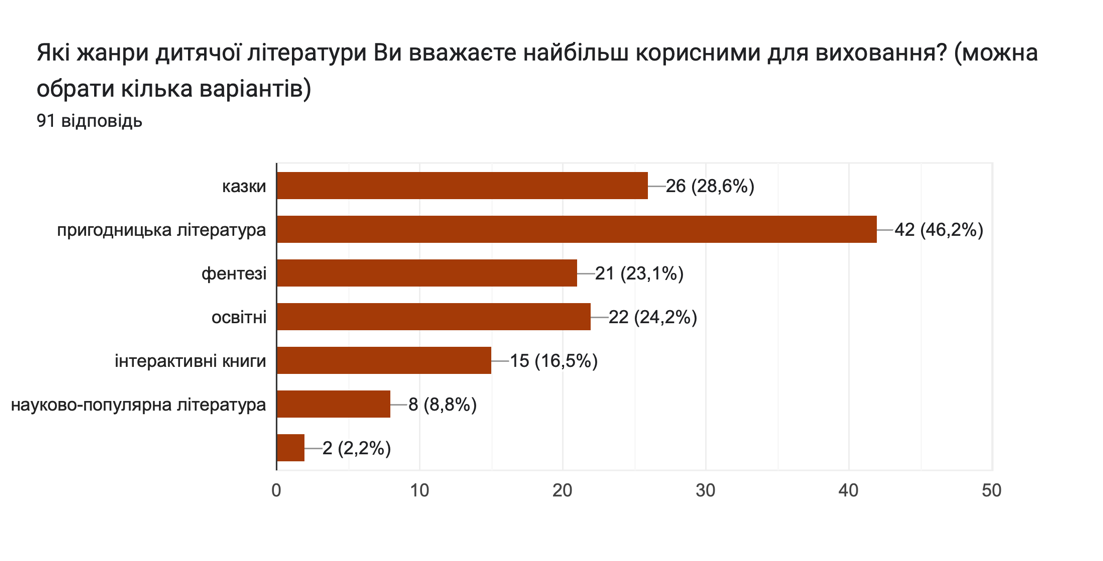 Які жанри дитячої літератури Ви вважаєте найбільш корисними для виховання? (можна
обрати кілька варіантів)
91 відповідь
казки 26 (28,6%)
пригодницька література 42 (46,2%)
фентезі 21 (23,1%)
освітні 22 (24,2%)
інтерактивні книги 15 (16,5%)
науково-популярна література 8 (8,8%)
2 (2,2%)
0 10 20 30 40 50